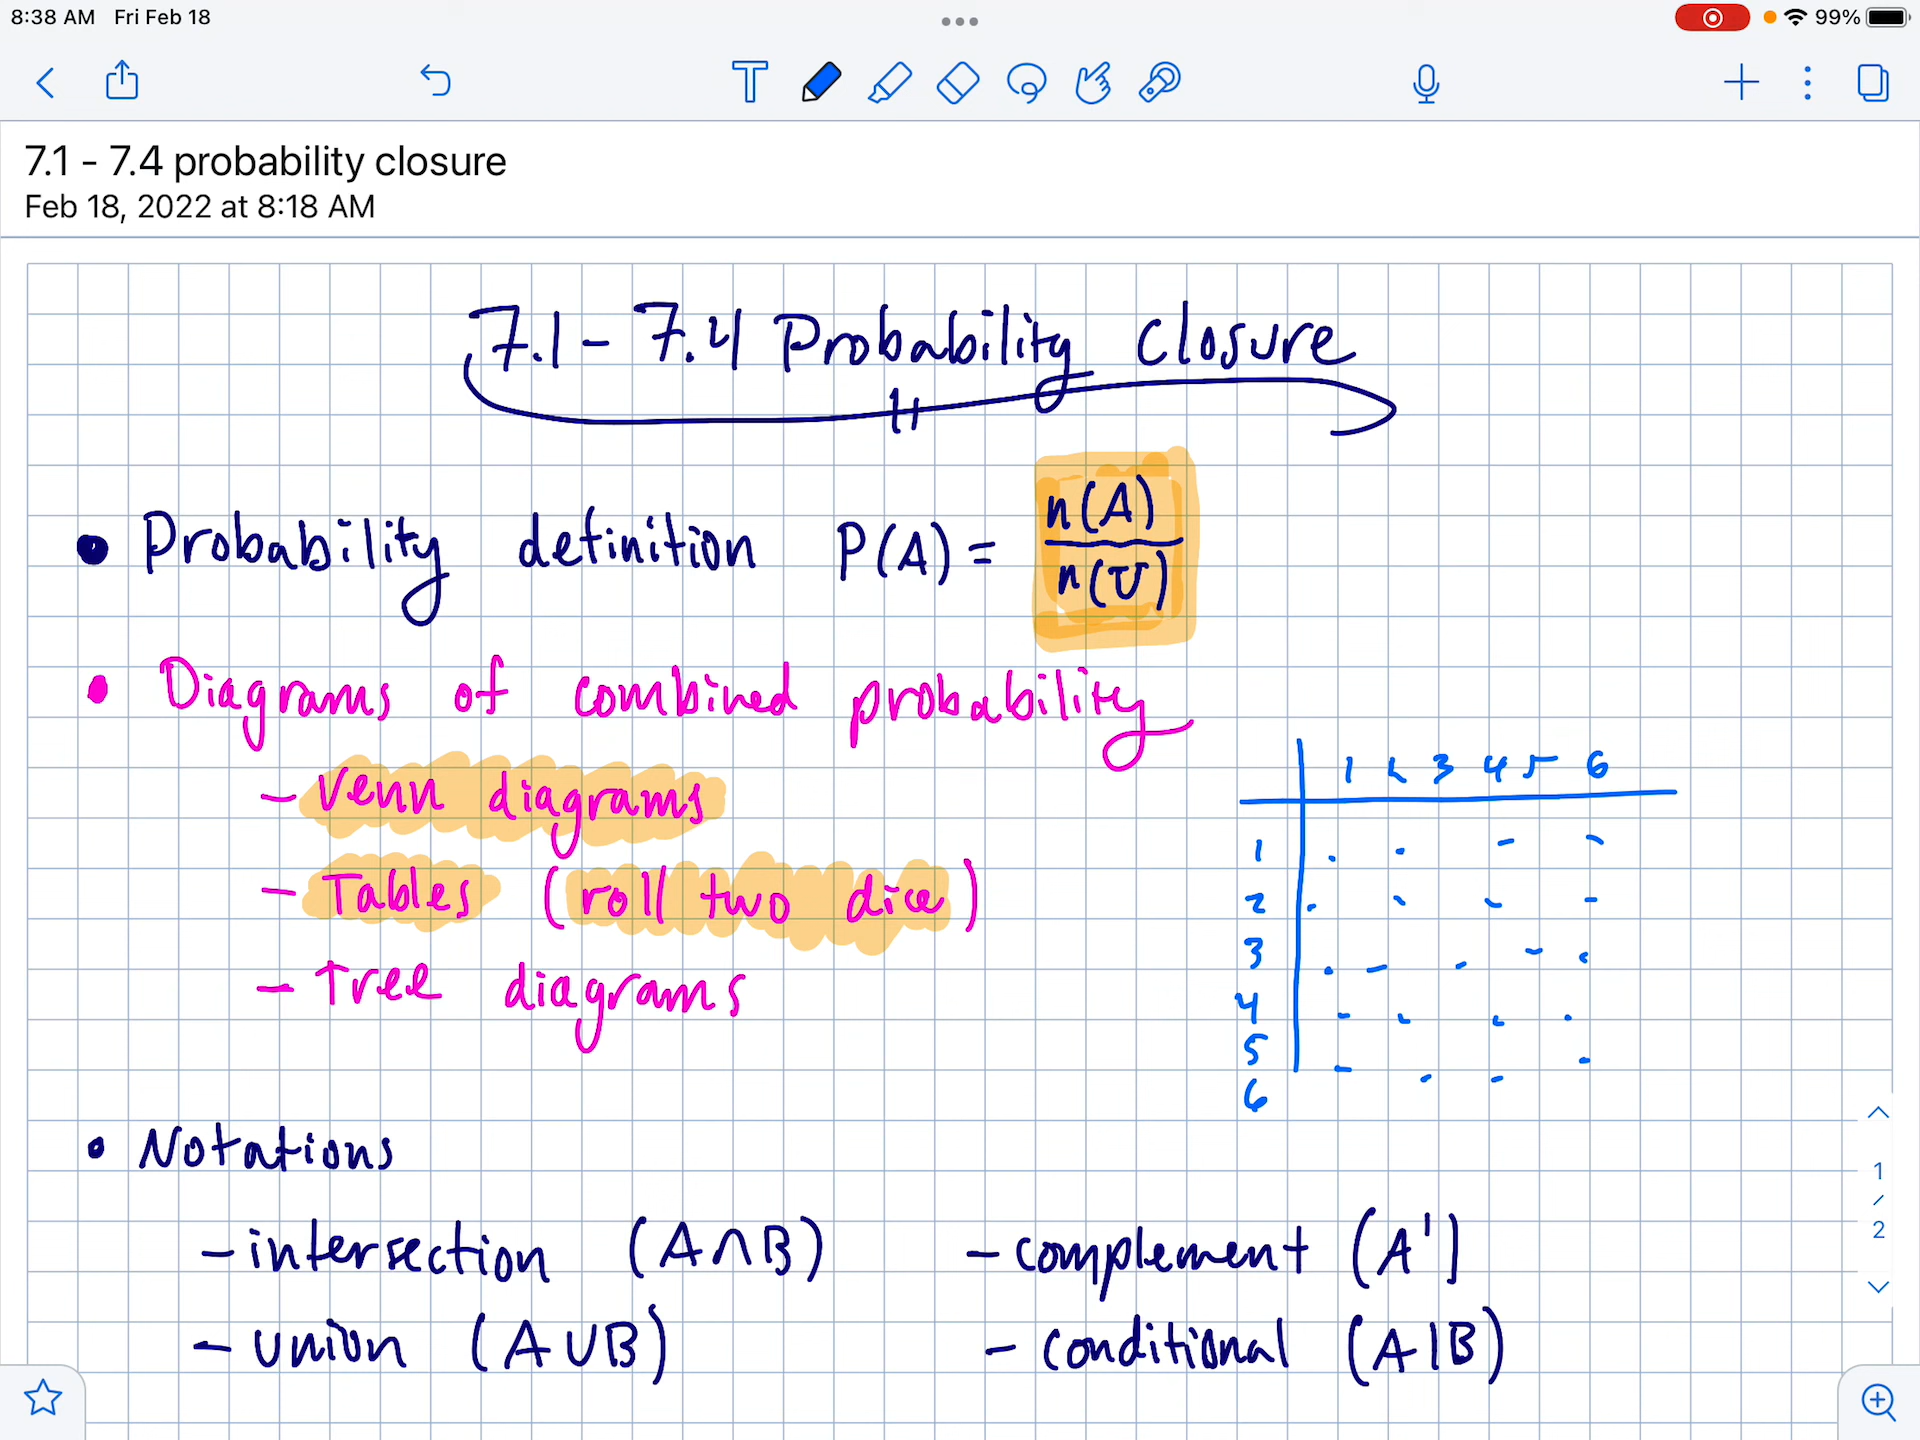 8:38 AM Fri Feb 18
99%
7.1 - 7.4 probability closure
Feb 18, 2022 at 8:18 AM
7.1 - 7.4 Probability closure
• Probability definition P(A) = n(A)/n(U)
• Diagrams of combined probability
- Venn diagrams
- Tables (roll two dice)
- Tree diagrams
1 2 3 4 5 6
1
2
3
4
5
6
• Notations
- intersection (A∩B)
- complement (A')
- union (A∪B)
- conditional (A|B)
1
/
2